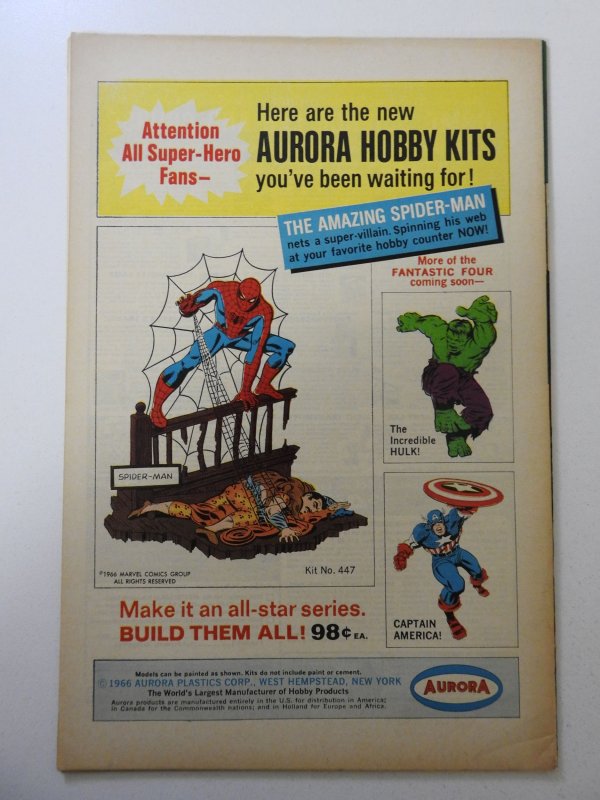 Attention
All Super-Hero
Fans—
Here are the new
AURORA HOBBY KITS
you've been waiting for!
THE AMAZING SPIDER-MAN
nets a super-villain. Spinning his web
at your favorite hobby counter NOW!
More of the
FANTASTIC FOUR
coming soon—
The
Incredible
HULK!
SPIDER-MAN
©1966 MARVEL COMICS GROUP
ALL RIGHTS RESERVED
Kit No. 447
CAPTAIN
AMERICA!
Make it an all-star series.
BUILD THEM ALL! 98¢ EA.
Models can be painted as shown. Kits do not include paint or cement.
©1966 AURORA PLASTICS CORP., WEST HEMPSTEAD, NEW YORK
The World's Largest Manufacturer of Hobby Products
Aurora products are manufactured entirely in the U.S. for distribution in America;
in Canada for the Commonwealth nations; and in Holland for Europe and Africa.
AURORA